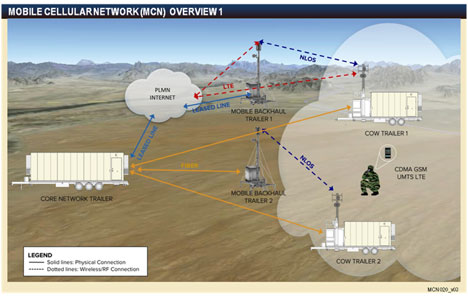 MOBILE CELLULAR NETWORK (MCN) OVERVIEW 1
NLOS
PLMN
INTERNET
LTE
LEASED LINE
MOBILE BACKHAUL
TRAILER 1
COW TRAILER 1
LEASED LINE
FIBER
NLOS
CDMA GSM
UMTS LTE
CORE NETWORK TRAILER
MOBILE BACKHAUL
TRAILER 2
COW TRAILER 2
LEGEND
Solid lines: Physical Connection
Dotted lines: Wireless/RF Connection
MCN020_v02